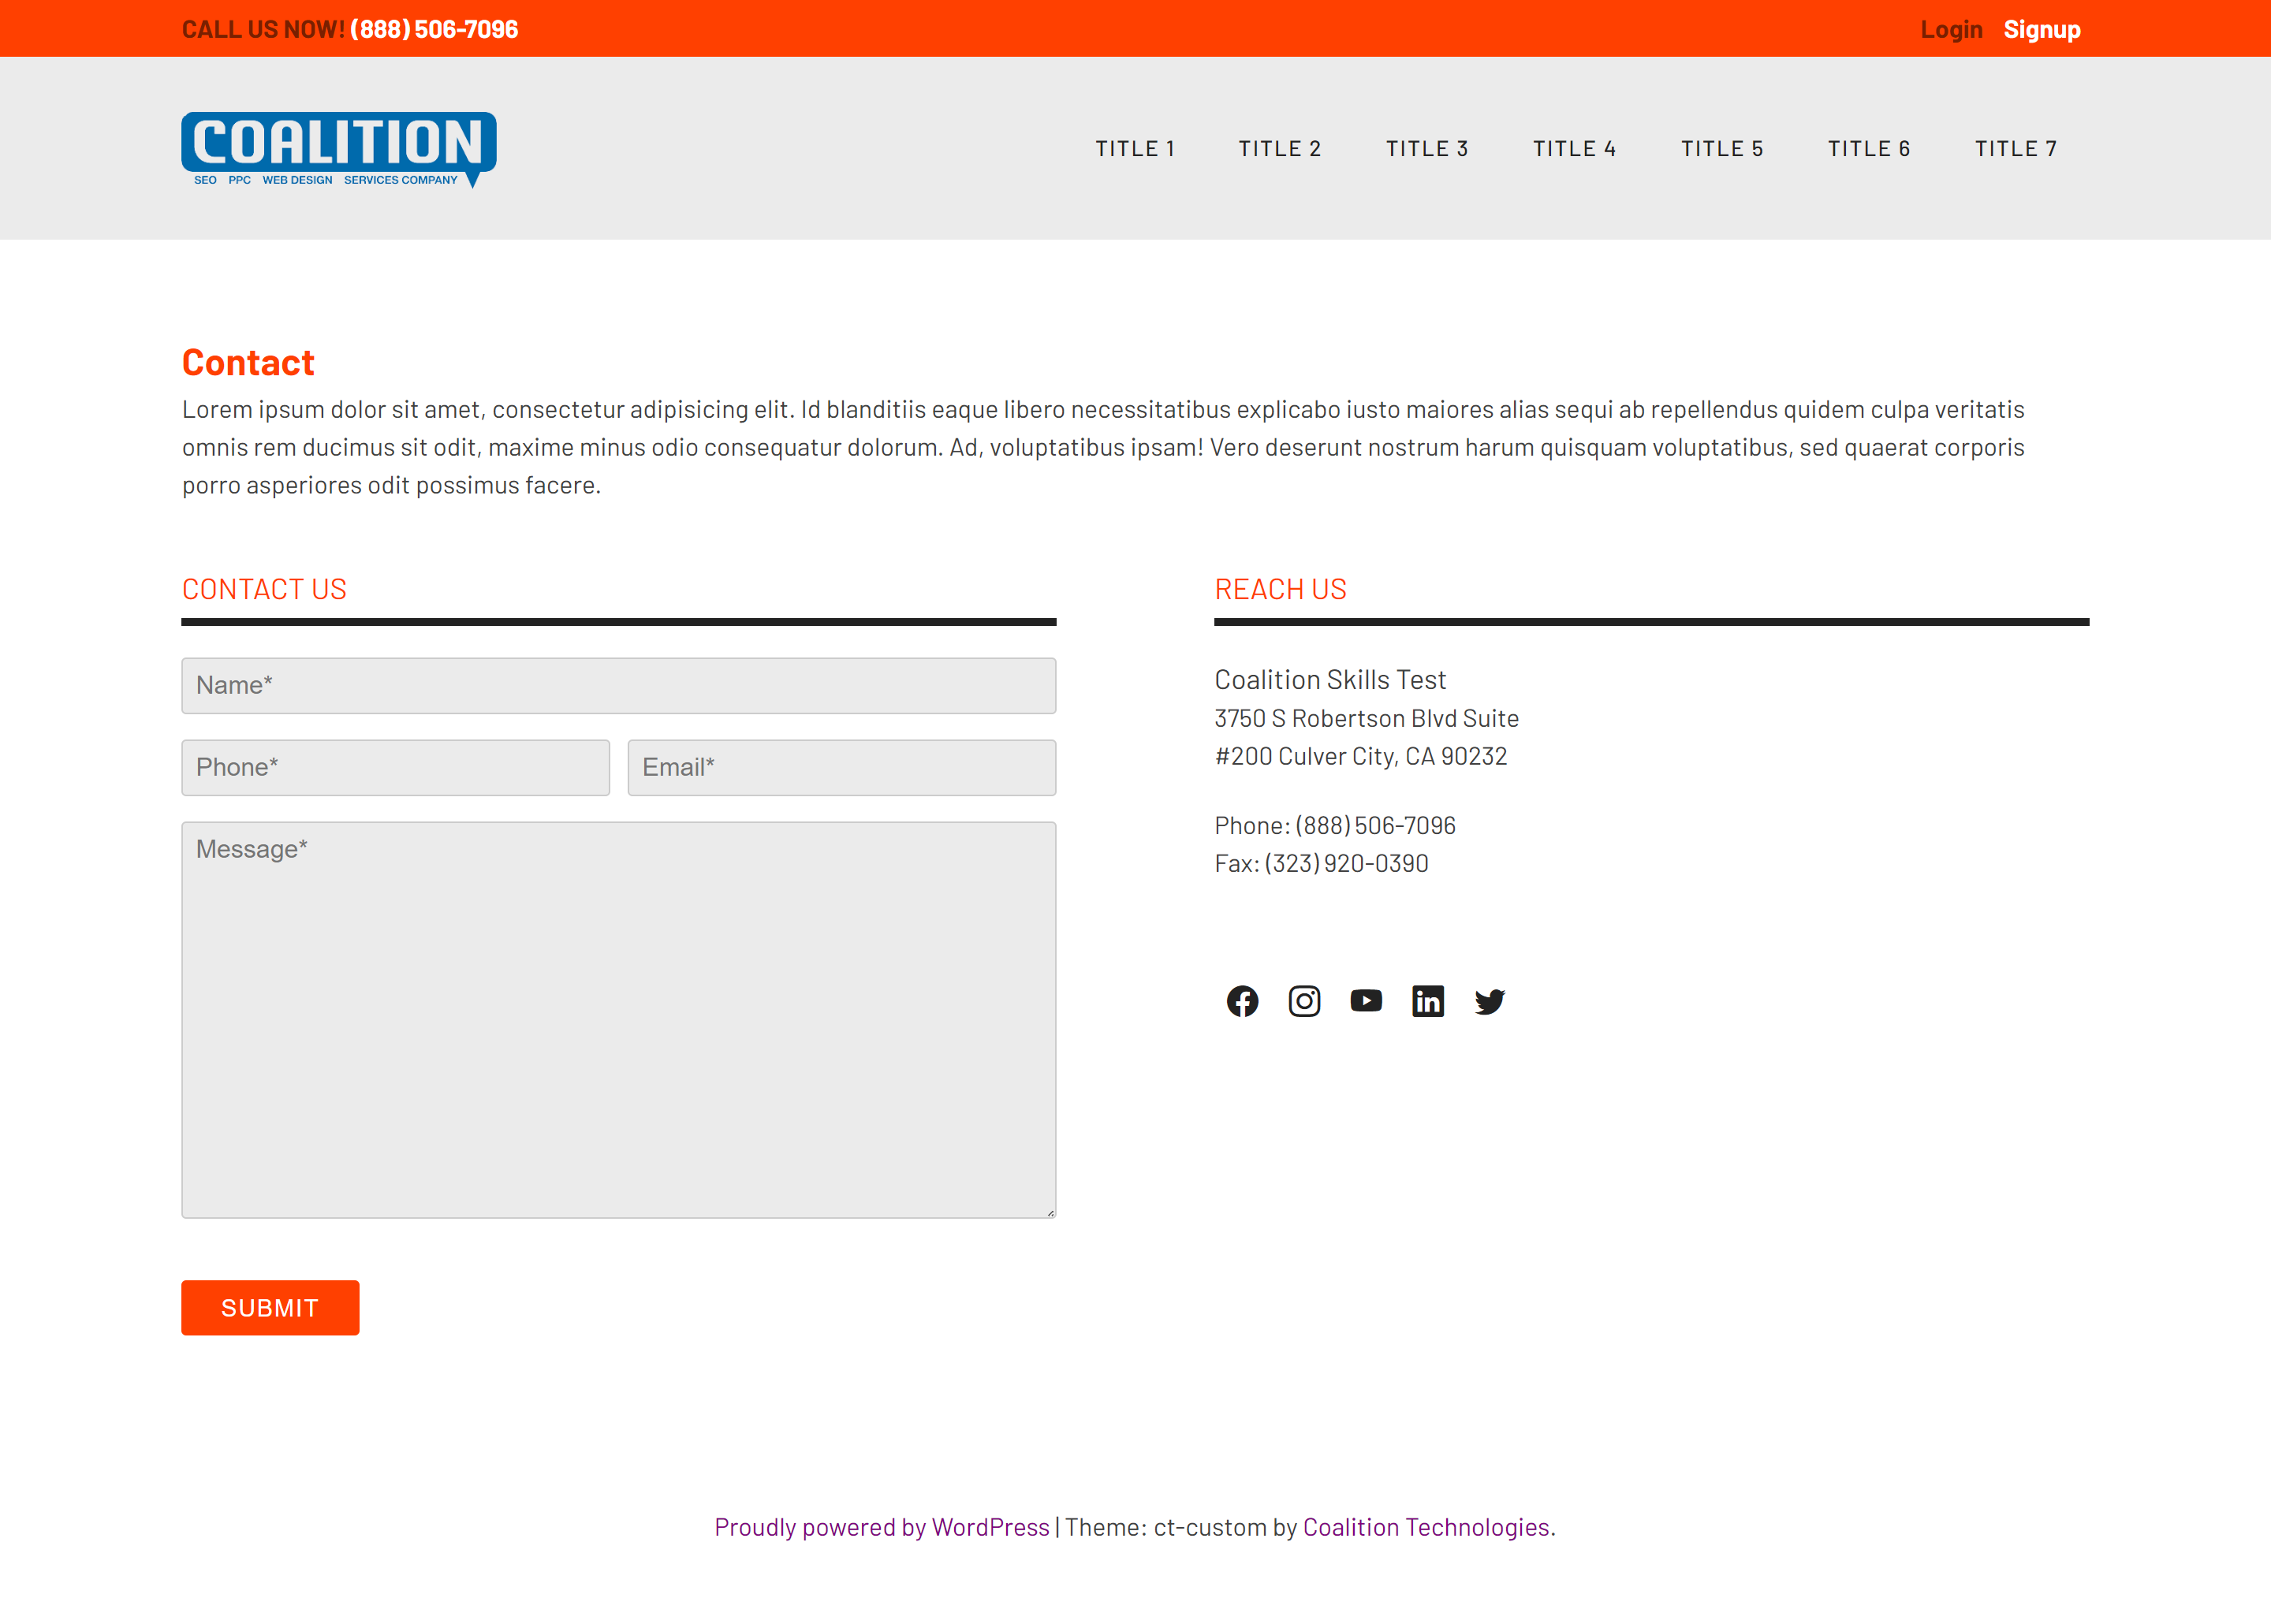 CALL US NOW! (888) 506-7096
Login Signup
COALITION
SEO PPC WEB DESIGN SERVICES COMPANY
TITLE 1 TITLE 2 TITLE 3 TITLE 4 TITLE 5 TITLE 6 TITLE 7
Contact
Lorem ipsum dolor sit amet, consectetur adipisicing elit. Id blanditiis eaque libero necessitatibus explicabo iusto maiores alias sequi ab repellendus quidem culpa veritatis
omnis rem ducimus sit odit, maxime minus odio consequatur dolorum. Ad, voluptatibus ipsam! Vero deserunt nostrum harum quisquam voluptatibus, sed quaerat corporis
porro asperiores odit possimus facere.
CONTACT US
Name*
Phone*
Email*
Message*
SUBMIT
REACH US
Coalition Skills Test
3750 S Robertson Blvd Suite
#200 Culver City, CA 90232
Phone: (888) 506-7096
Fax: (323) 920-0390
Proudly powered by WordPress | Theme: ct-custom by Coalition Technologies.